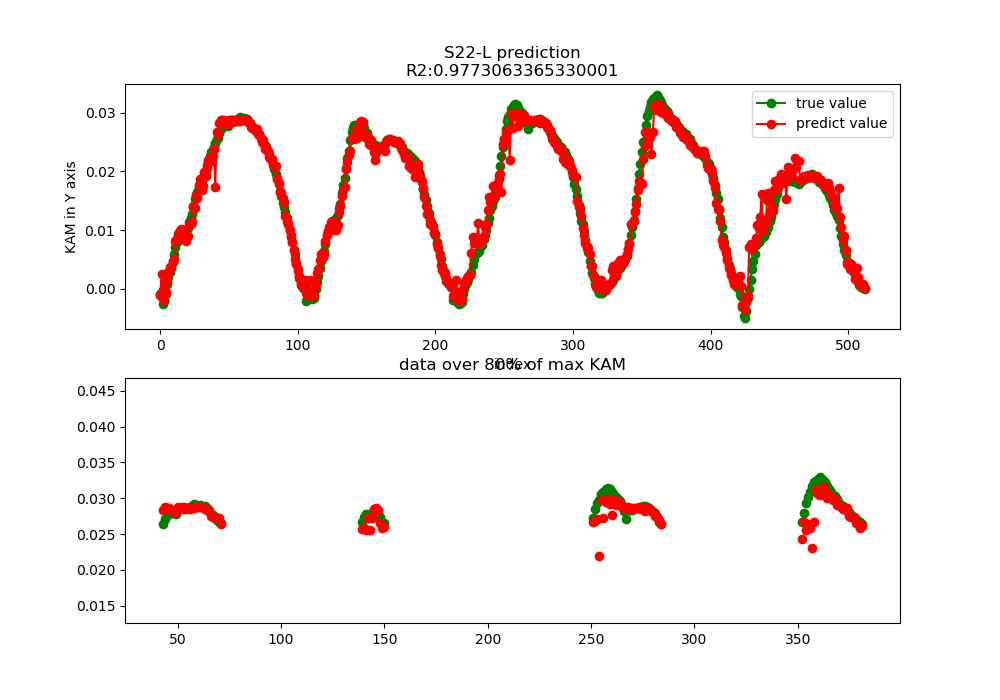 S22-L prediction
R2:0.9773063365330001
true value
predict value
KAM in Y axis
0.03
0.02
0.01
0.00
0 100 200 300 400 500
index
data over 80% of max KAM
0.045
0.040
0.035
0.030
0.025
0.020
0.015
50 100 150 200 250 300 350